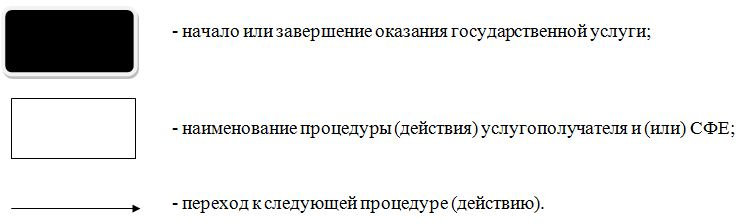 - начало или завершение оказания государственной услуги;
- наименование процедуры (действия) услугополучателя и (или) СФЕ;
- переход к следующей процедуре (действию).